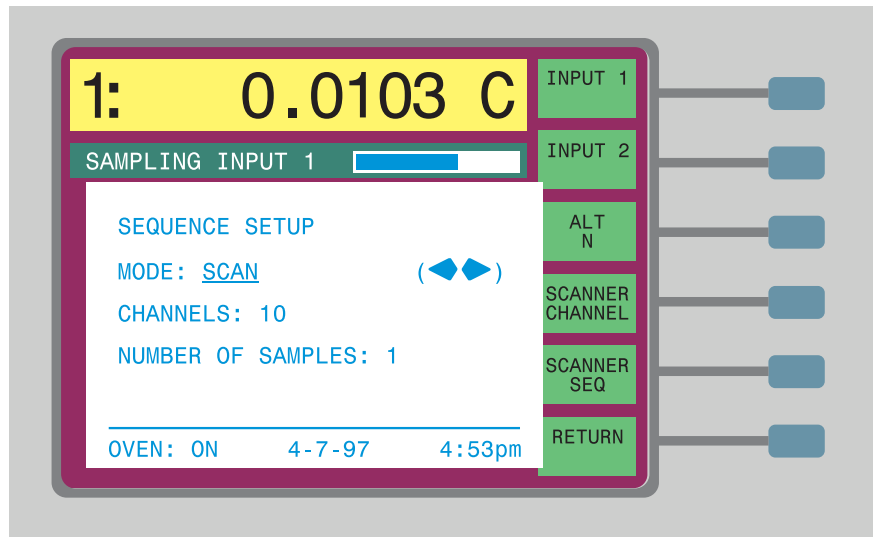 1: 0.0103 C
SAMPLING INPUT 1
SEQUENCE SETUP
MODE: SCAN (◀▶)
CHANNELS: 10
NUMBER OF SAMPLES: 1
OVEN: ON 4-7-97 4:53pm
INPUT 1
INPUT 2
ALT
N
SCANNER
CHANNEL
SCANNER
SEQ
RETURN